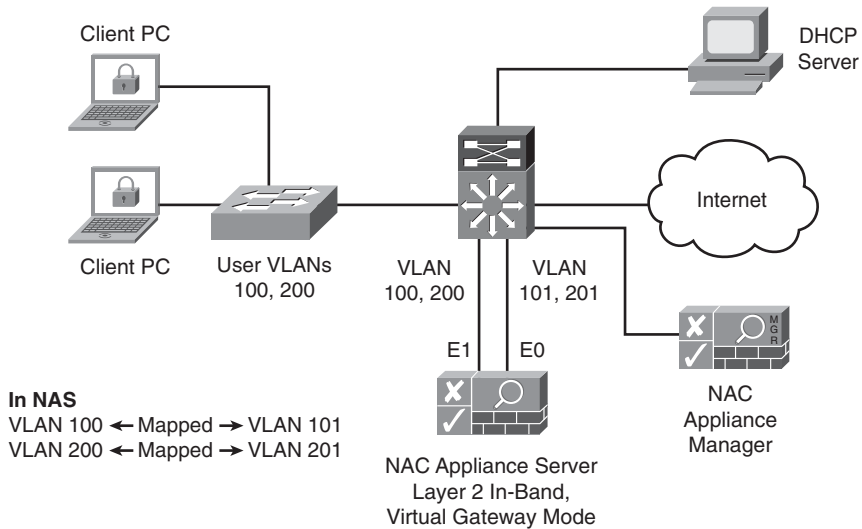 Client PC
DHCP
Server
Internet
Client PC
User VLANs
100, 200
VLAN
100, 200
VLAN
101, 201
E1
E0
M
G
R
NAC
Appliance
Manager
In NAS
VLAN 100 ← Mapped → VLAN 101
VLAN 200 ← Mapped → VLAN 201
NAC Appliance Server
Layer 2 In-Band,
Virtual Gateway Mode